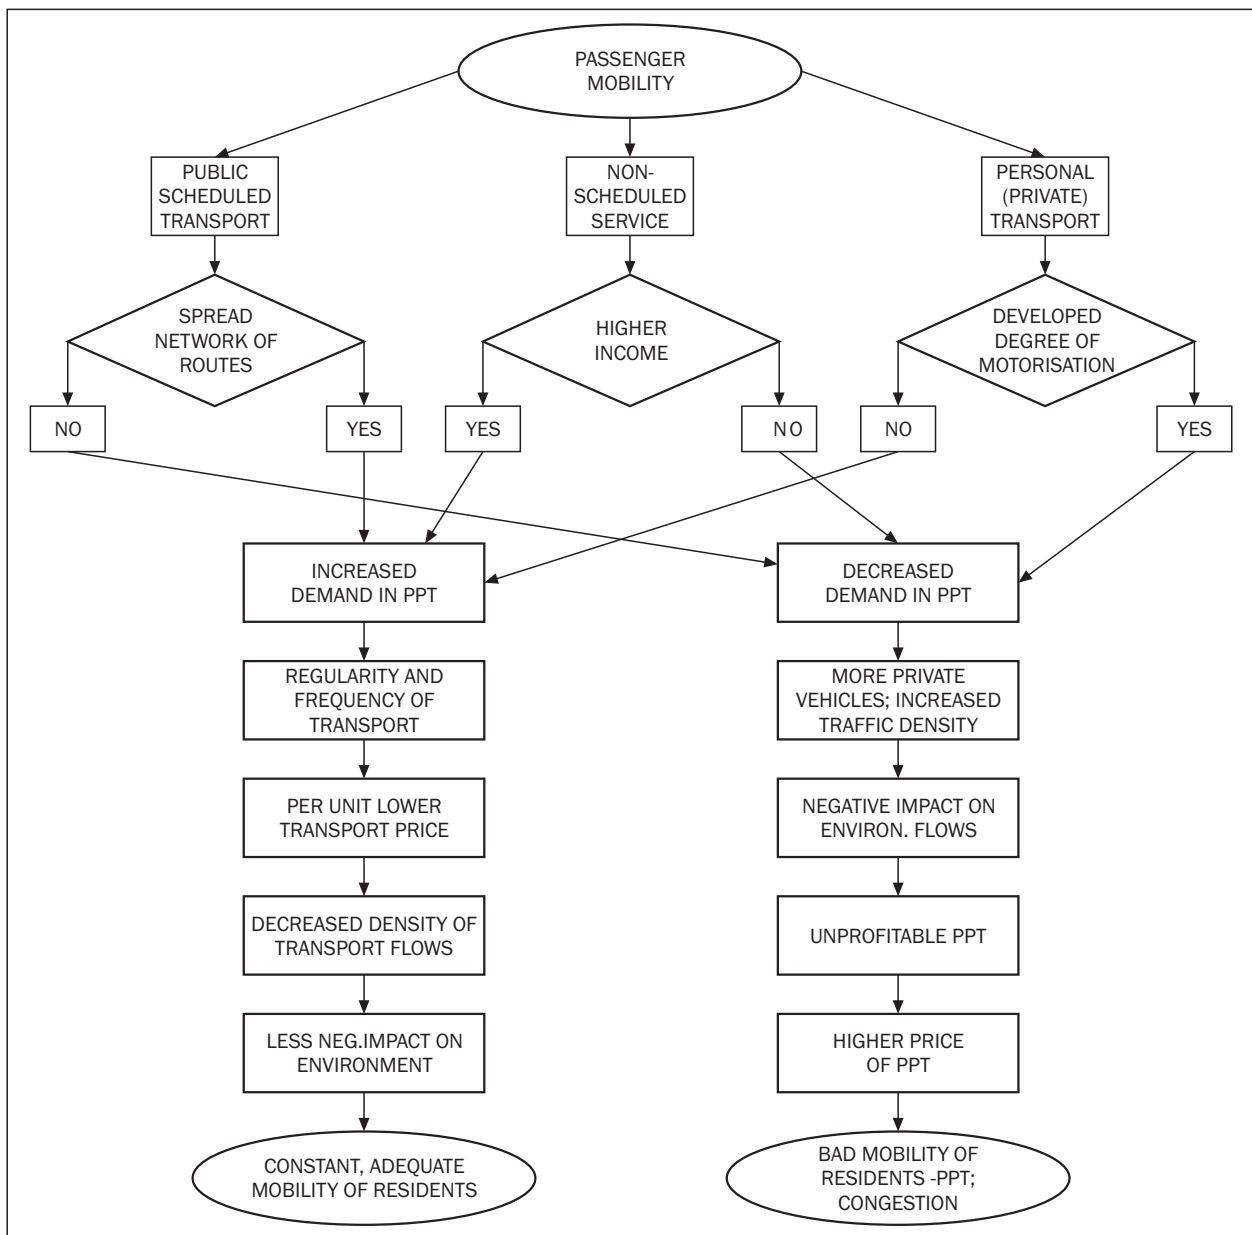 PASSENGER
MOBILITY
PUBLIC
SCHEDULED
TRANSPORT
NON-
SCHEDULED
SERVICE
PERSONAL
(PRIVATE)
TRANSPORT
SPREAD
NETWORK OF
ROUTES
HIGHER
INCOME
DEVELOPED
DEGREE OF
MOTORISATION
NO
YES
YES
NO
NO
YES
INCREASED
DEMAND IN PPT
DECREASED
DEMAND IN PPT
REGULARITY AND
FREQUENCY OF
TRANSPORT
MORE PRIVATE
VEHICLES; INCREASED
TRAFFIC DENSITY
PER UNIT LOWER
TRANSPORT PRICE
NEGATIVE IMPACT ON
ENVIRON. FLOWS
DECREASED DENSITY OF
TRANSPORT FLOWS
UNPROFITABLE PPT
LESS NEG.IMPACT ON
ENVIRONMENT
HIGHER PRICE
OF PPT
CONSTANT, ADEQUATE
MOBILITY OF RESIDENTS
BAD MOBILITY OF
RESIDENTS -PPT;
CONGESTION